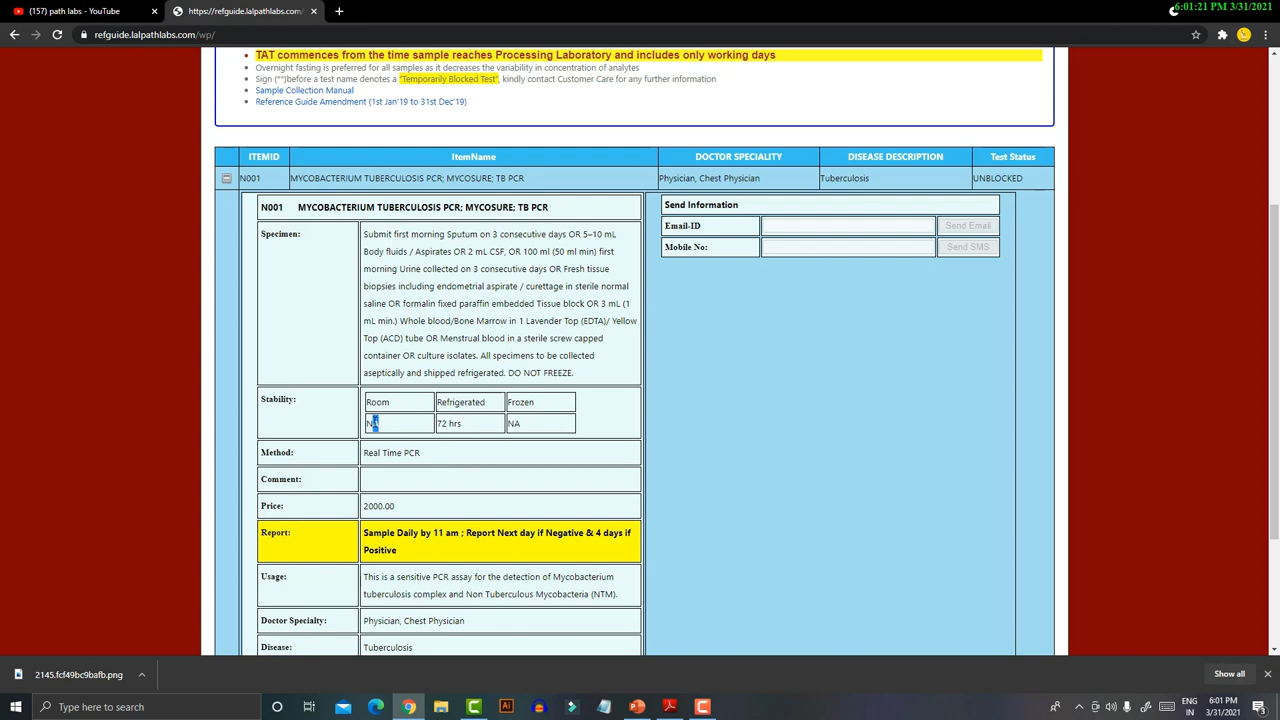 6:01:21 PM 3/31/2021
(157) path labs - YouTube
https://refguide.lalpathlabs.com/
refguide.lalpathlabs.com/wp/
TAT commences from the time sample reaches Processing Laboratory and includes only working days
Overnight fasting is preferred for all samples as it decreases the variability in concentration of analytes
Sign (**)before a test name denotes a "Temporarily Blocked Test", kindly contact Customer Care for any further information
Sample Collection Manual
Reference Guide Amendment (1st Jan'19 to 31st Dec'19)
ITEMID ItemName DOCTOR SPECIALITY DISEASE DESCRIPTION Test Status
N001 MYCOBACTERIUM TUBERCULOSIS PCR; MYCOSURE; TB PCR Physician, Chest Physician Tuberculosis UNBLOCKED
N001 MYCOBACTERIUM TUBERCULOSIS PCR; MYCOSURE; TB PCR
Specimen: Submit first morning Sputum on 3 consecutive days OR 5–10 mL
Body fluids / Aspirates OR 2 mL CSF, OR 100 ml (50 ml min) first
morning Urine collected on 3 consecutive days OR Fresh tissue
biopsies including endometrial aspirate / curettage in sterile normal
saline OR formalin fixed paraffin embedded Tissue block OR 3 mL (1
mL min.) Whole blood/Bone Marrow in 1 Lavender Top (EDTA)/ Yellow
Top (ACD) tube OR Menstrual blood in a sterile screw capped
container OR culture isolates. All specimens to be collected
aseptically and shipped refrigerated. DO NOT FREEZE.
Stability: Room Refrigerated Frozen
NA 72 hrs NA
Method: Real Time PCR
Comment:
Price: 2000.00
Report: Sample Daily by 11 am ; Report Next day if Negative & 4 days if
Positive
Usage: This is a sensitive PCR assay for the detection of Mycobacterium
tuberculosis complex and Non Tuberculous Mycobacteria (NTM).
Doctor Specialty: Physician, Chest Physician
Disease: Tuberculosis
Send Information
Email-ID Send Email
Mobile No: Send SMS
2145.fcf49bc9bafb.png Show all
Type here to search
ENG
IN
6:01 PM
3/31/2021